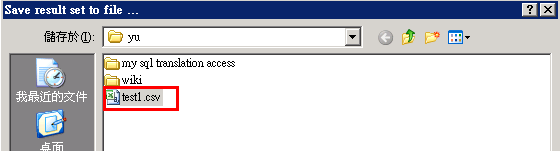 Save result set to file ...
儲存於(I):
yu
my sql translation access
wiki
test1.csv
我最近的文件
桌面